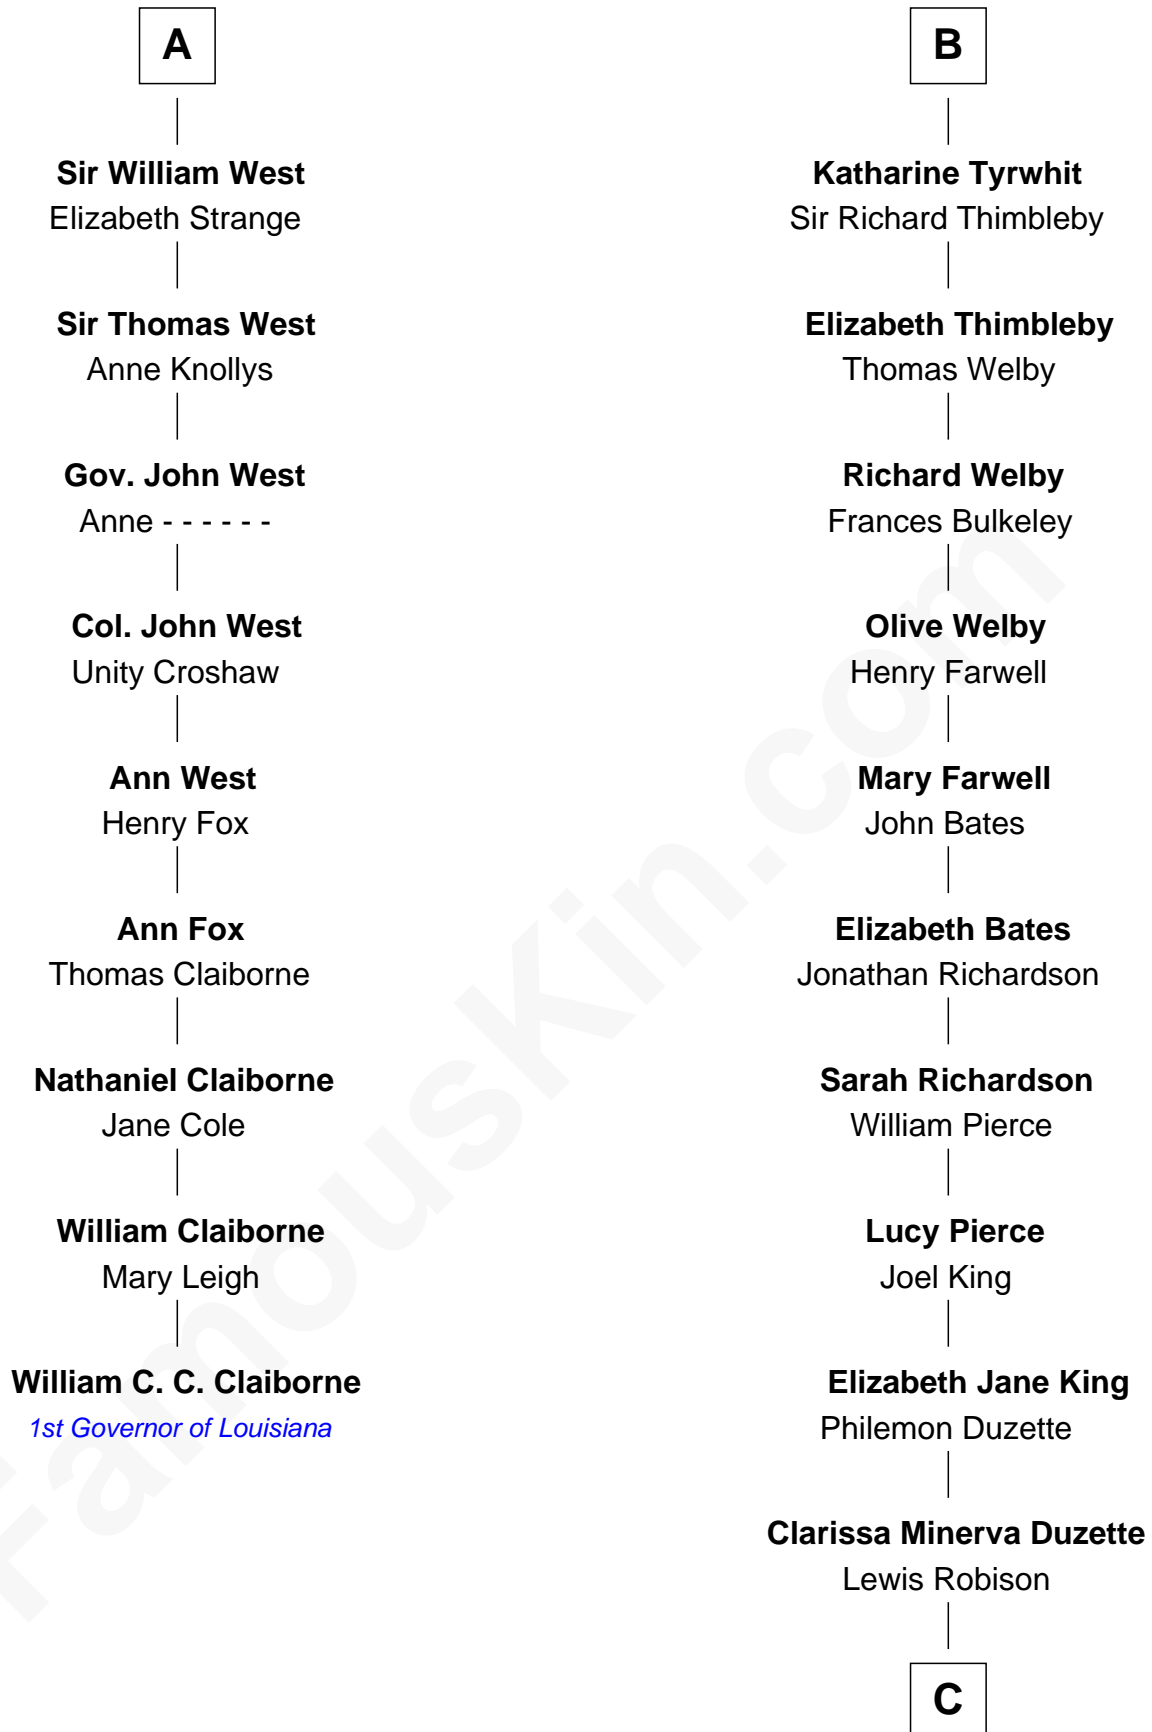 A
Sir William West
Elizabeth Strange
Sir Thomas West
Anne Knollys
Gov. John West
Anne - - - - - -
Col. John West
Unity Croshaw
Ann West
Henry Fox
Ann Fox
Thomas Claiborne
Nathaniel Claiborne
Jane Cole
William Claiborne
Mary Leigh
William C. C. Claiborne
1st Governor of Louisiana
B
Katharine Tyrwhit
Sir Richard Thimbleby
Elizabeth Thimbleby
Thomas Welby
Richard Welby
Frances Bulkeley
Olive Welby
Henry Farwell
Mary Farwell
John Bates
Elizabeth Bates
Jonathan Richardson
Sarah Richardson
William Pierce
Lucy Pierce
Joel King
Elizabeth Jane King
Philemon Duzette
Clarissa Minerva Duzette
Lewis Robison
C
FamousKin.com